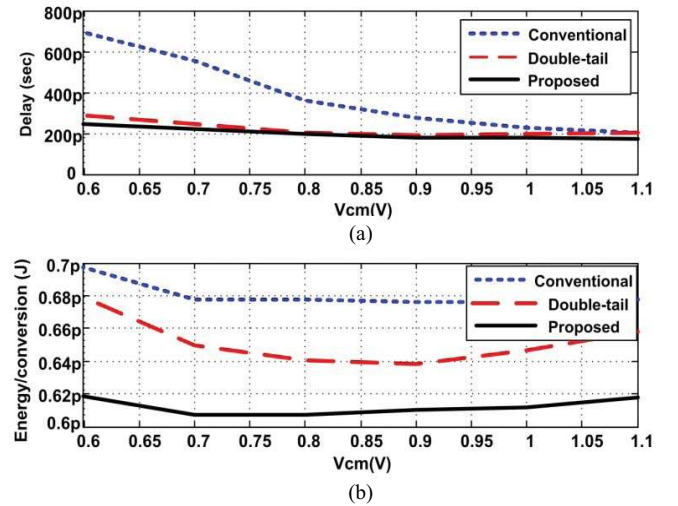 800p
600p
400p
200p
0
Delay (sec)
Conventional
Double-tail
Proposed
0.6 0.65 0.7 0.75 0.8 0.85 0.9 0.95 1 1.05 1.1
Vcm(V)
(a)
0.7p
0.68p
0.66p
0.64p
0.62p
0.6p
Energy/conversion (J)
Conventional
Double-tail
Proposed
0.6 0.65 0.7 0.75 0.8 0.85 0.9 0.95 1 1.05 1.1
Vcm(V)
(b)